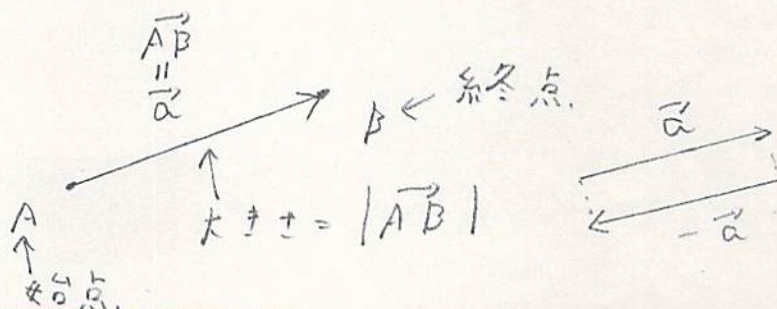 →AB
=
→a
B ← 終点.
→a
A
大きさ = |→AB|
-→a
始点.